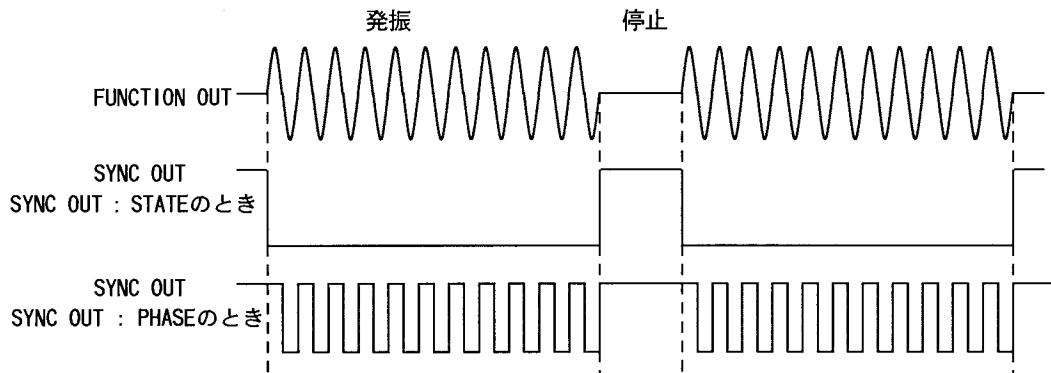 発振 停止
FUNCTION OUT
SYNC OUT
SYNC OUT : STATEのとき
SYNC OUT
SYNC OUT : PHASEのとき